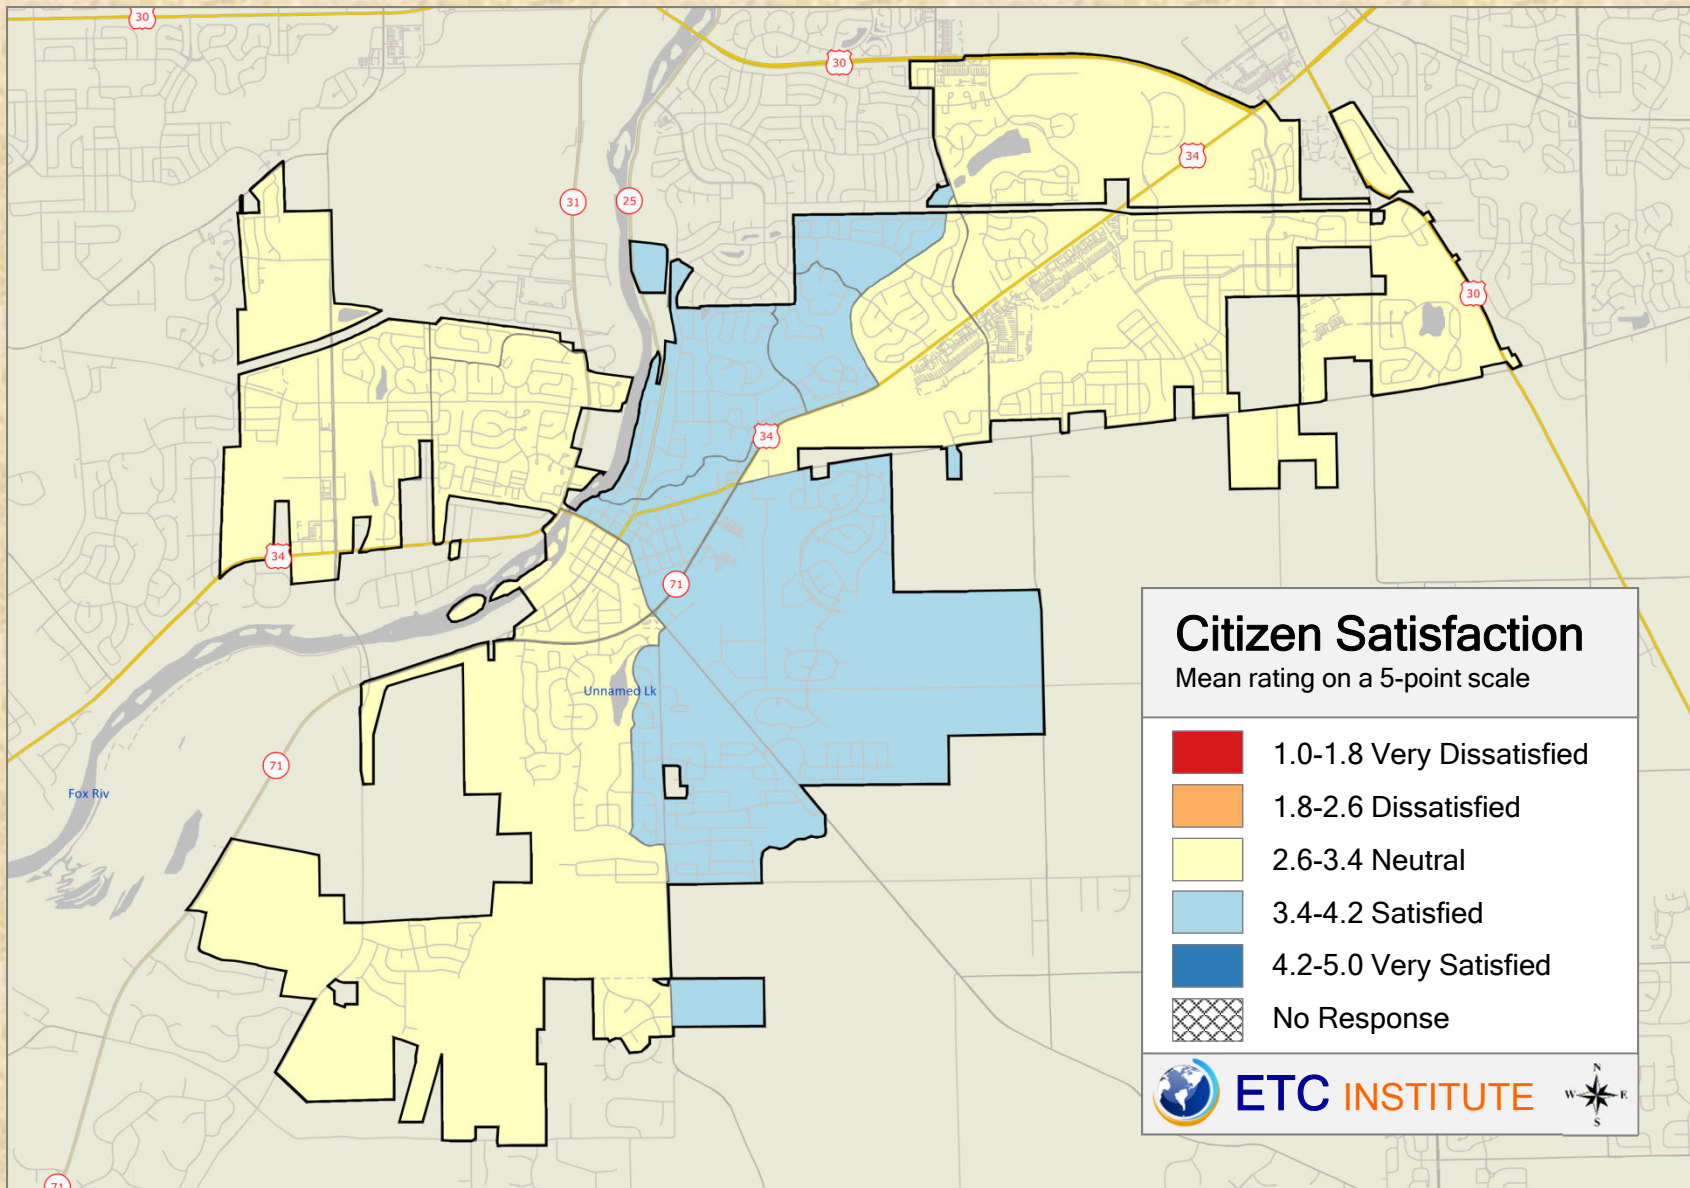 30
30
34
31
25
30
34
34
71
Unnamed Lk
71
Fox Riv
71
Citizen Satisfaction
Mean rating on a 5-point scale
1.0-1.8 Very Dissatisfied
1.8-2.6 Dissatisfied
2.6-3.4 Neutral
3.4-4.2 Satisfied
4.2-5.0 Very Satisfied
No Response
ETC INSTITUTE
N
W E
S